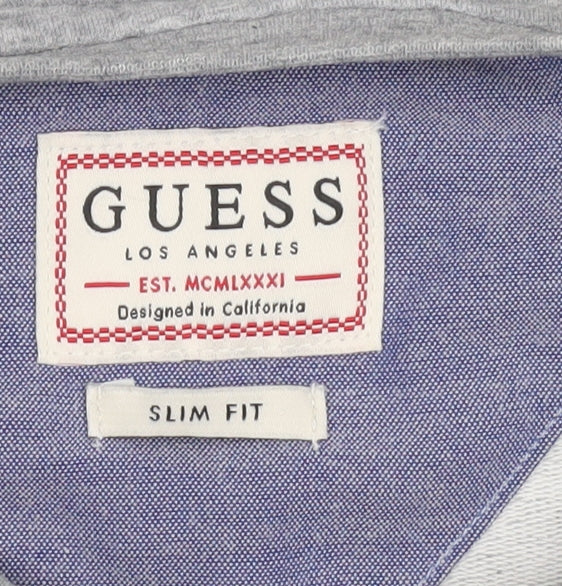 GUESS
LOS ANGELES
EST. MCMLXXXI
Designed in California
SLIM FIT